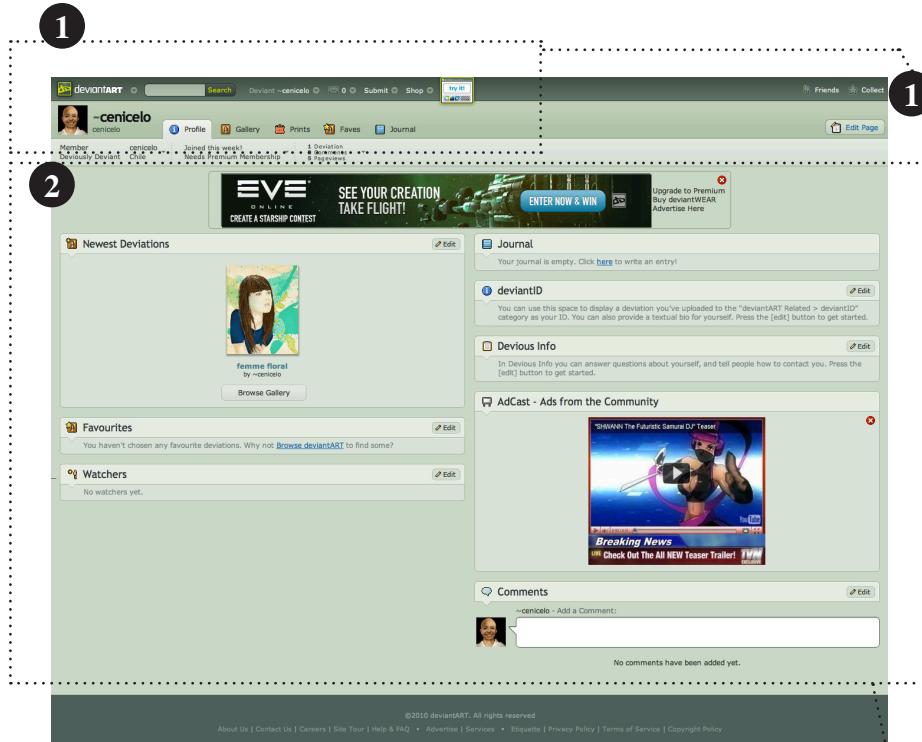 1
deviantART Search Deviant ~cenicelo 0 Submit Shop try it! Friends Collect
1
~cenicelo
cenicelo
Profile Gallery Prints Faves Journal Edit Page
Member cenicelo Joined this week! 1 Deviation
Deviously Deviant Chile Needs Premium Membership 5 Pageviews
2
EVE
ONLINE
CREATE A STARSHIP CONTEST
SEE YOUR CREATION
TAKE FLIGHT!
ENTER NOW & WIN
Upgrade to Premium
Buy deviantWEAR
Advertise Here
Newest Deviations Edit
femme floral
by ~cenicelo
Browse Gallery
Favourites Edit
You haven't chosen any favourite deviations. Why not Browse deviantART to find some?
Watchers Edit
No watchers yet.
Journal
Your journal is empty. Click here to write an entry!
deviantID Edit
You can use this space to display a deviation you've uploaded to the "deviantART Related > deviantID"
category as your ID. You can also provide a textual bio for yourself. Press the [edit] button to get started.
Devious Info Edit
In Devious Info you can answer questions about yourself, and tell people how to contact you. Press the
[edit] button to get started.
AdCast - Ads from the Community
"SHWANN The Futuristic Samurai DJ" Teaser
YouTube
Breaking News
LIVE Check Out The All NEW Teaser Trailer!
Comments Edit
~cenicelo - Add a Comment:
No comments have been added yet.
©2010 deviantART. All rights reserved
About Us | Contact Us | Careers | Site Tour | Help & FAQ • Advertise | Services • Etiquette | Privacy Policy | Terms of Service | Copyright Policy